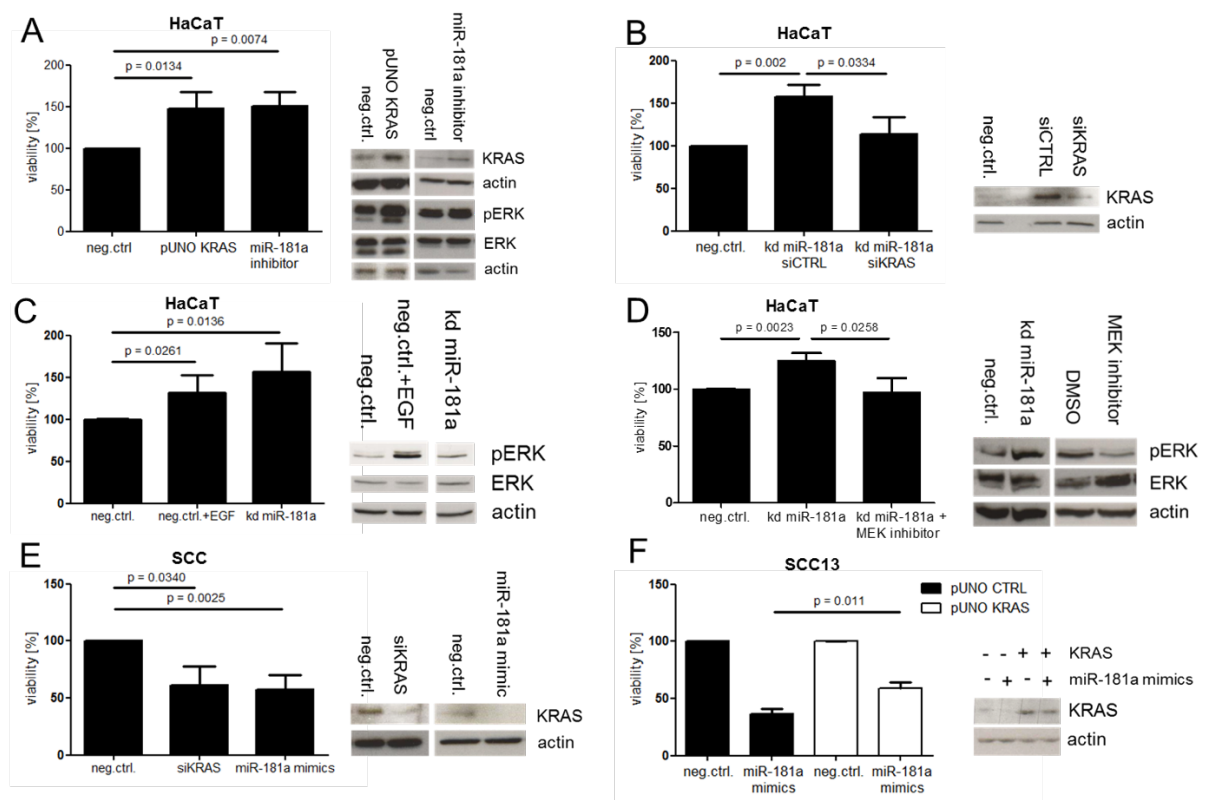 A
HaCaT
p = 0.0074
p = 0.0134
viability [%]
200
150
100
50
0
neg.ctrl
pUNO KRAS
miR-181a
inhibitor
neg.ctrl.
pUNO KRAS
neg.ctrl
miR-181a inhibitor
KRAS
actin
pERK
ERK
actin
B
HaCaT
p = 0.002
p = 0.0334
viability [%]
200
150
100
50
0
neg.ctrl.
kd miR-181a
siCTRL
kd miR-181a
siKRAS
neg.ctrl.
siCTRL
siKRAS
KRAS
actin
C
HaCaT
p = 0.0136
p = 0.0261
viability [%]
200
150
100
50
0
neg.ctrl.
neg.ctrl.+EGF
kd miR-181a
neg.ctrl.
neg.ctrl.+EGF
kd miR-181a
pERK
ERK
actin
D
HaCaT
p = 0.0023
p = 0.0258
viability [%]
150
100
50
0
neg.ctrl.
kd miR-181a
kd miR-181a +
MEK inhibitor
neg.ctrl.
kd miR-181a
DMSO
MEK inhibitor
pERK
ERK
actin
E
SCC
p = 0.0340
p = 0.0025
viability [%]
150
100
50
0
neg.ctrl.
siKRAS
miR-181a mimics
neg.ctrl.
siKRAS
neg.ctrl.
miR-181a mimic
KRAS
actin
F
SCC13
pUNO CTRL
pUNO KRAS
p = 0.011
viability [%]
150
100
50
0
neg.ctrl.
miR-181a
mimics
neg.ctrl.
miR-181a
mimics
- - + + KRAS
- + - + miR-181a mimics
KRAS
actin